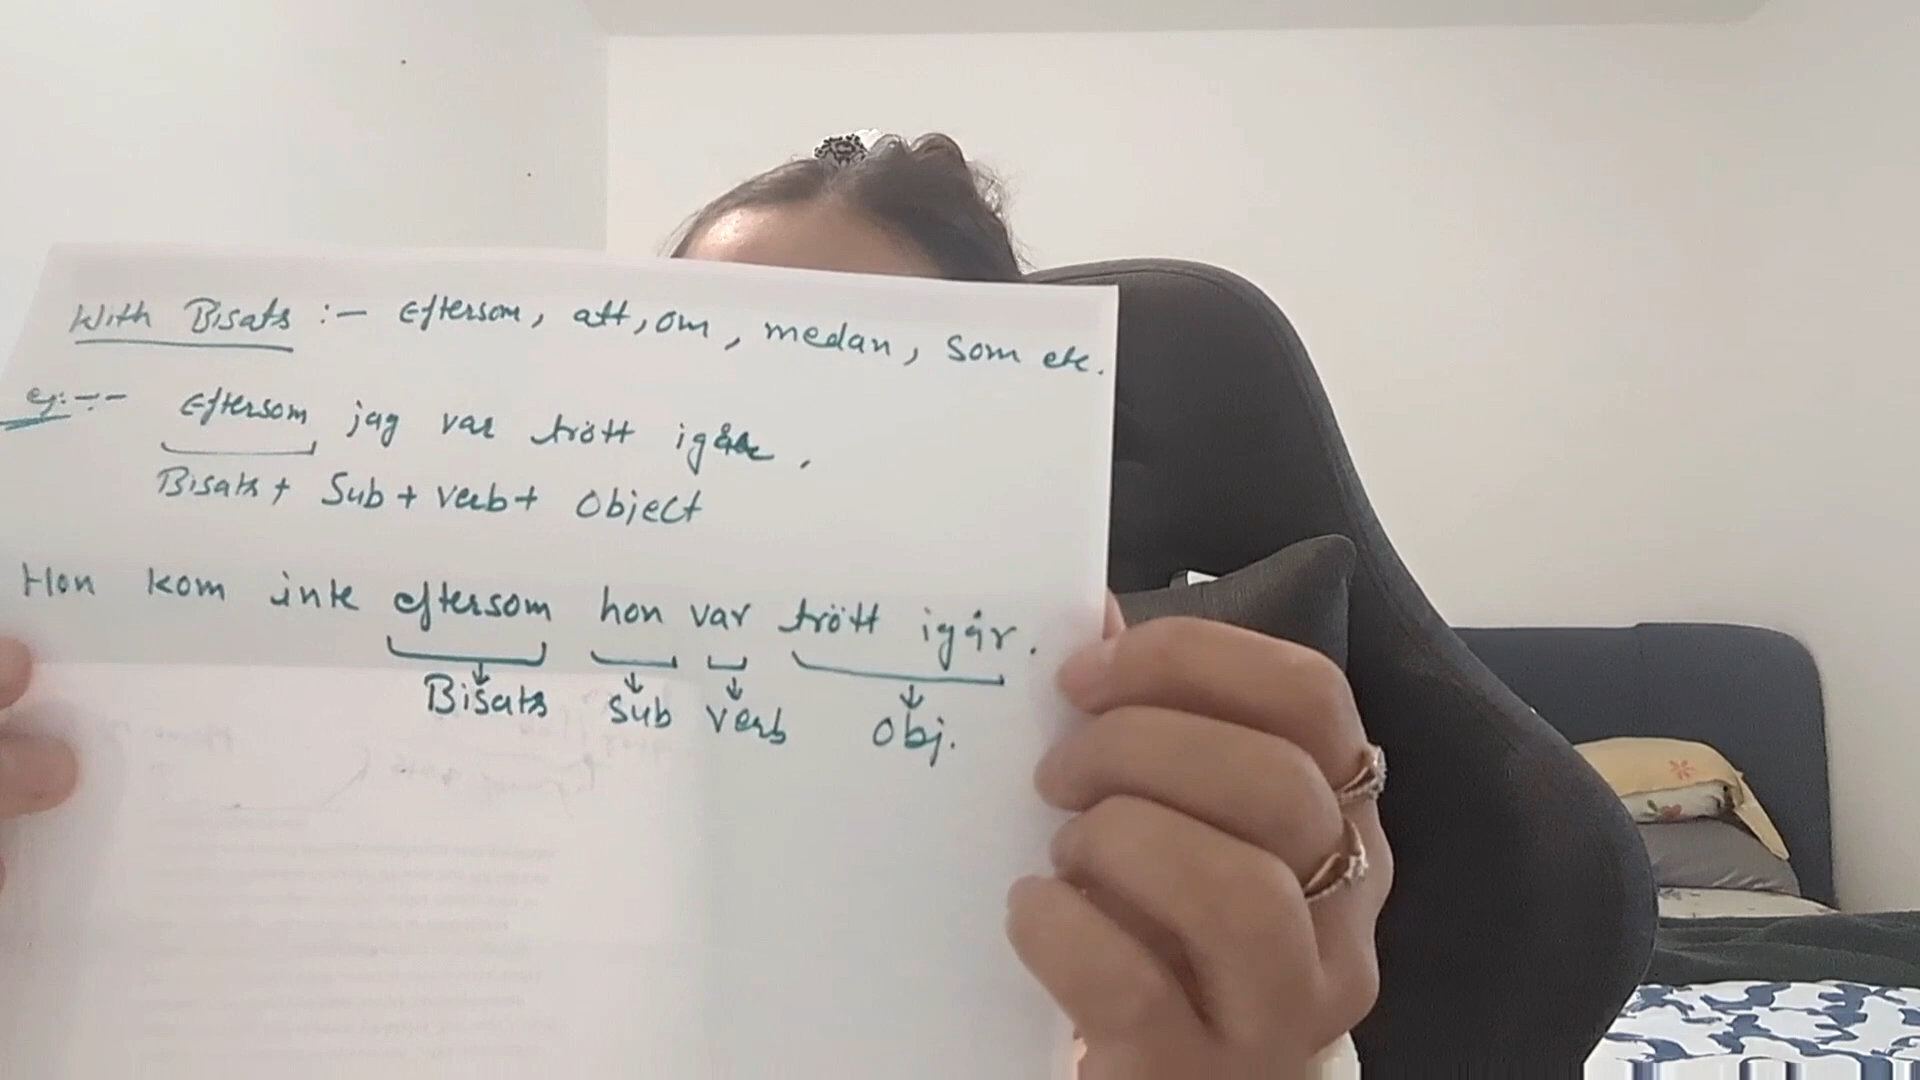 With Bisats :- Eftersom, att, om, medan, som etc.
eg:-- Eftersom jag var trött igår,
Bisats + Sub + Verb + Object
Hon kom inte eftersom hon var trött igår.
Bisats Sub Verb Obj.